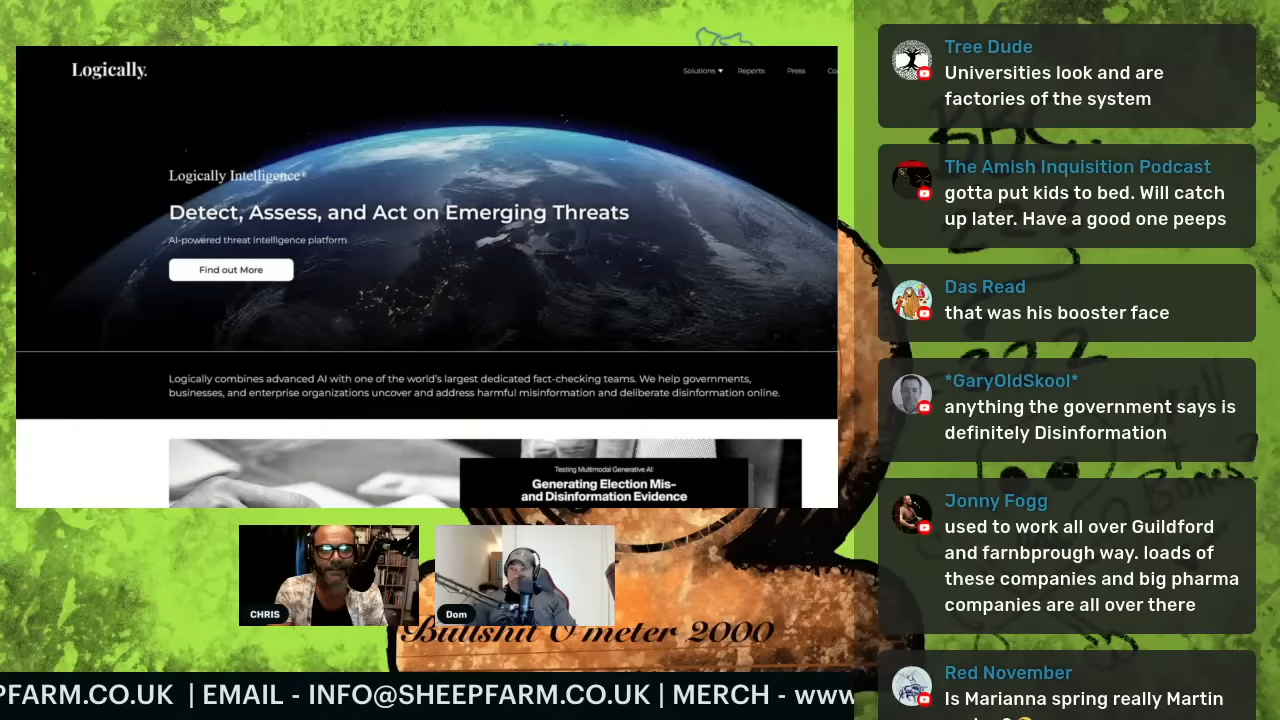 Logically.
Solutions
Reports
Press
Logically Intelligence®
Detect, Assess, and Act on Emerging Threats
AI-powered threat intelligence platform
Find out More
Logically combines advanced AI with one of the world's largest dedicated fact-checking teams. We help governments,
businesses, and enterprise organizations uncover and address harmful misinformation and deliberate disinformation online.
Testing Multimodal Generative AI:
Generating Election Mis-
and Disinformation Evidence
CHRIS
Dom
Bullshit O meter 2000
PFARM.CO.UK | EMAIL - INFO@SHEEPFARM.CO.UK | MERCH - www
Tree Dude
Universities look and are
factories of the system
The Amish Inquisition Podcast
gotta put kids to bed. Will catch
up later. Have a good one peeps
Das Read
that was his booster face
*GaryOldSkool*
anything the government says is
definitely Disinformation
Jonny Fogg
used to work all over Guildford
and farnbprough way. loads of
these companies and big pharma
companies are all over there
Red November
Is Marianna spring really Martin